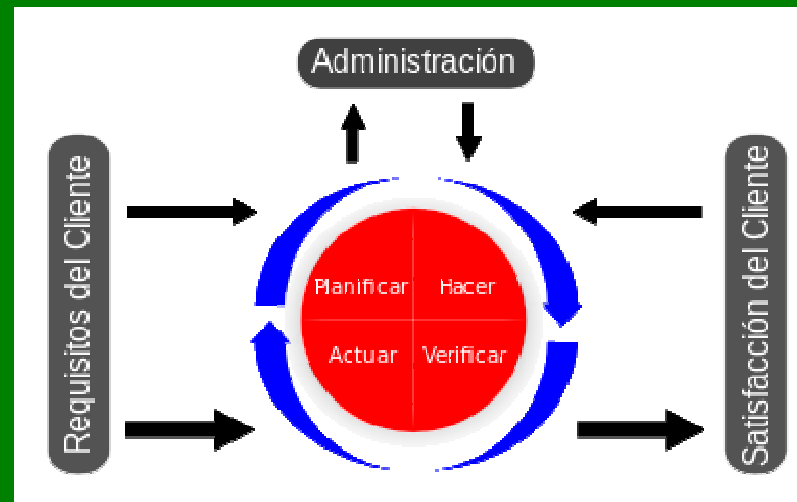 Administración
Requisitos del Cliente
Planificar
Hacer
Actuar
Verificar
Satisfacción del Cliente